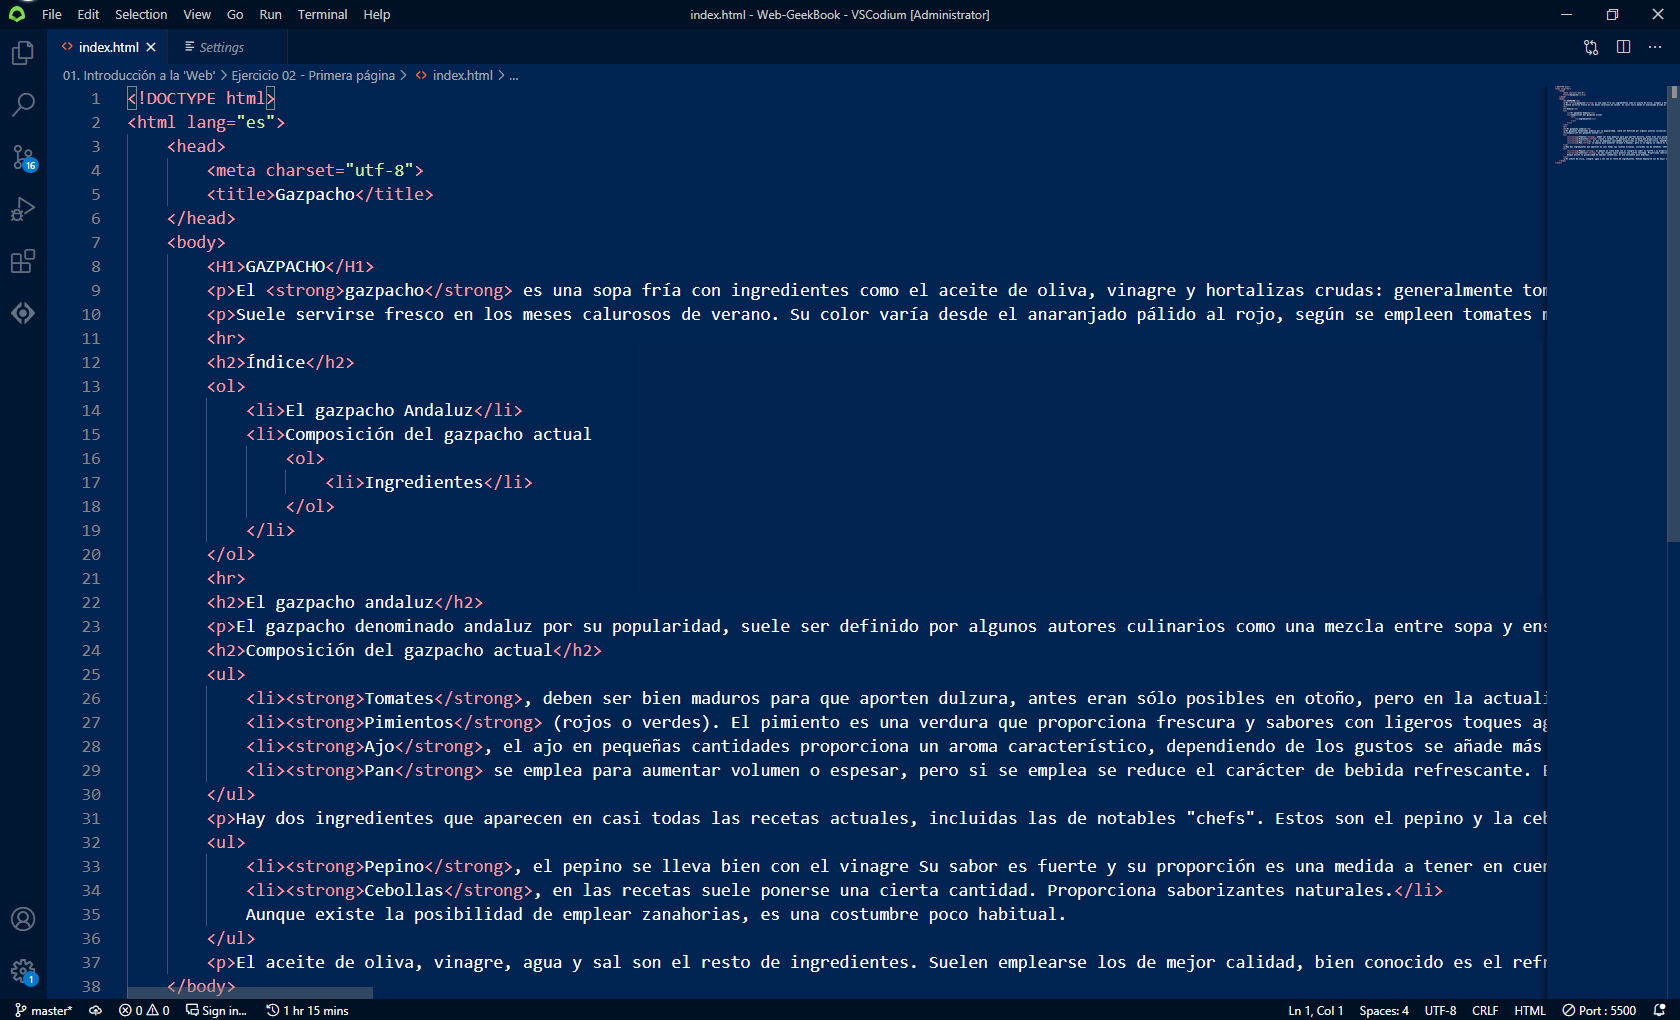 File Edit Selection View Go Run Terminal Help
index.html - Web-GeekBook - VSCodium [Administrator]
index.html
Settings
01. Introducción a la 'Web' > Ejercicio 02 - Primera página > index.html > ...
1 <!DOCTYPE html>
2 <html lang="es">
3 <head>
4 <meta charset="utf-8">
5 <title>Gazpacho</title>
6 </head>
7 <body>
8 <H1>GAZPACHO</H1>
9 <p>El <strong>gazpacho</strong> es una sopa fría con ingredientes como el aceite de oliva, vinagre y hortalizas crudas: generalmente
10 <p>Suele servirse fresco en los meses calurosos de verano. Su color varía desde el anaranjado pálido al rojo, según se empleen tomates
11 <hr>
12 <h2>Índice</h2>
13 <ol>
14 <li>El gazpacho Andaluz</li>
15 <li>Composición del gazpacho actual
16 <ol>
17 <li>Ingredientes</li>
18 </ol>
19 </li>
20 </ol>
21 <hr>
22 <h2>El gazpacho andaluz</h2>
23 <p>El gazpacho denominado andaluz por su popularidad, suele ser definido por algunos autores culinarios como una mezcla entre sopa y
24 <h2>Composición del gazpacho actual</h2>
25 <ul>
26 <li><strong>Tomates</strong>, deben ser bien maduros para que aporten dulzura, antes eran sólo posibles en otoño, pero en la
27 <li><strong>Pimientos</strong> (rojos o verdes). El pimiento es una verdura que proporciona frescura y sabores con ligeros toques
28 <li><strong>Ajo</strong>, el ajo en pequeñas cantidades proporciona un aroma característico, dependiendo de los gustos se añade más
29 <li><strong>Pan</strong> se emplea para aumentar volumen o espesar, pero si se emplea se reduce el carácter de bebida refrescante.
30 </ul>
31 <p>Hay dos ingredientes que aparecen en casi todas las recetas actuales, incluidas las de notables "chefs". Estos son el pepino y la
32 <ul>
33 <li><strong>Pepino</strong>, el pepino se lleva bien con el vinagre Su sabor es fuerte y su proporción es una medida a tener en
34 <li><strong>Cebollas</strong>, en las recetas suele ponerse una cierta cantidad. Proporciona saborizantes naturales.</li>
35 Aunque existe la posibilidad de emplear zanahorias, es una costumbre poco habitual.
36 </ul>
37 <p>El aceite de oliva, vinagre, agua y sal son el resto de ingredientes. Suelen emplearse los de mejor calidad, bien conocido es el
38 </body>
16
1
master* 0 0 Sign in... 1 hr 15 mins Ln 1, Col 1 Spaces: 4 UTF-8 CRLF HTML Port : 5500